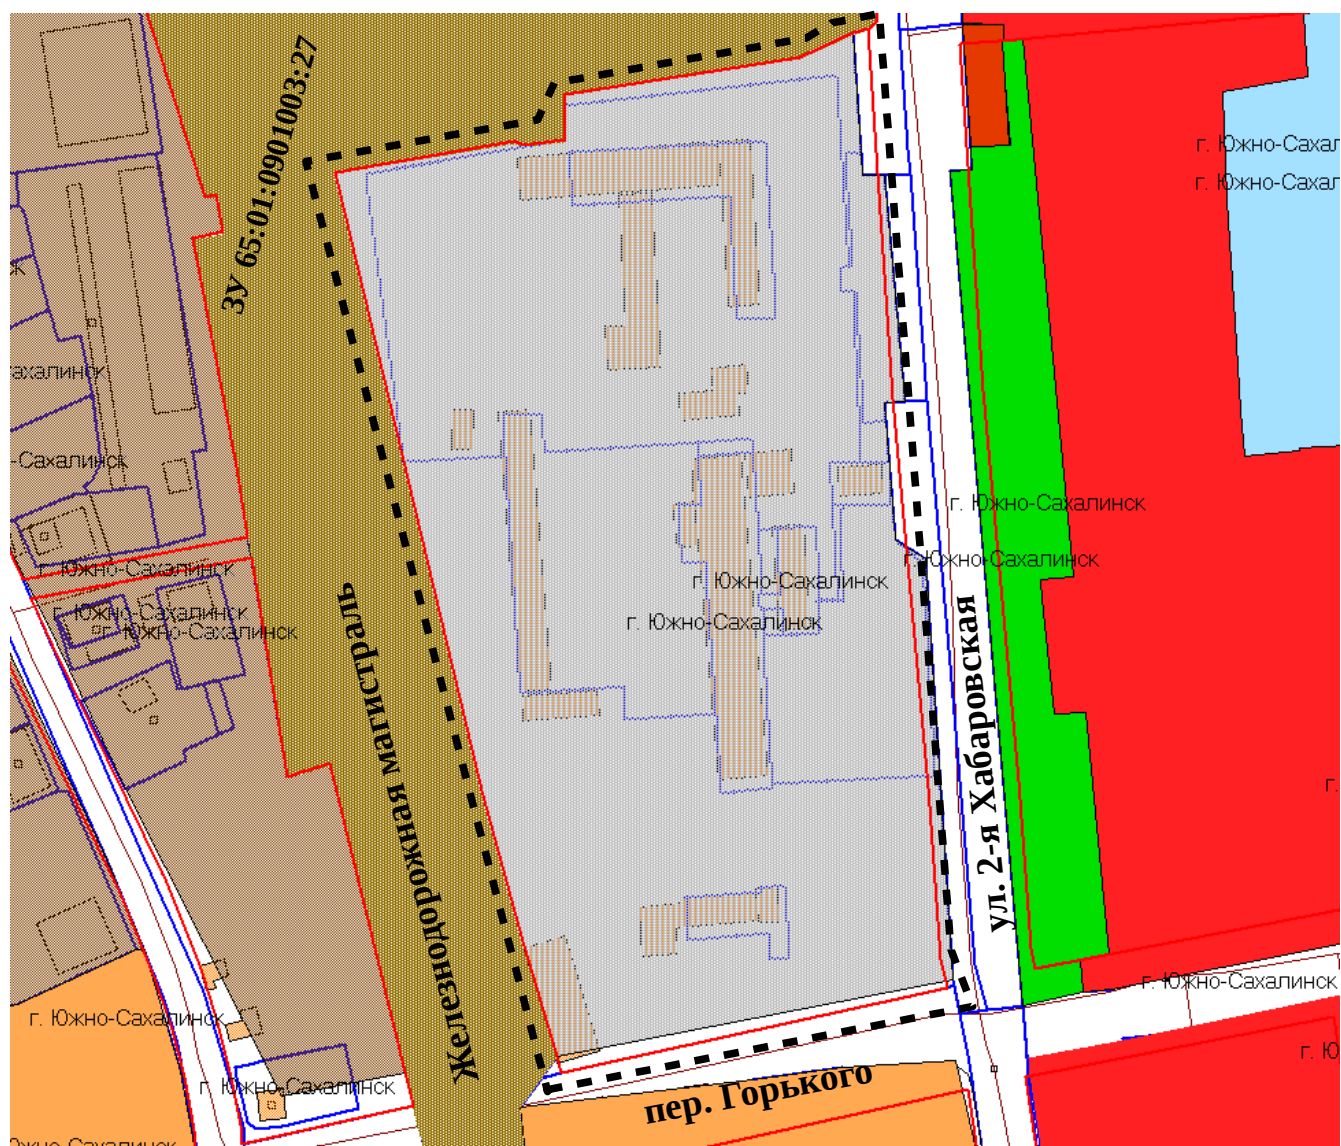 ЗУ 65:01:0901003:27
г. Южно-Сахал
г. Южно-Сахал
ж
ахалинск
-Сахалинск
г. Южно-Сахалинск
г. Южно-Сахалинск
г. Южно-Сахалинск
г. Южно-Сахалинск
г. Южно-Сахалинск
г. Южно-Сахалинск
г. Южно-Сахалинск
Железнодорожная магистраль
ул. 2-я Хабаровская
г.
г. Южно-Сахалинск
г. Южно-Сахалинск
г. Ю
г. Южно-Сахалинск
пер. Горького
Южно-Сахалинск